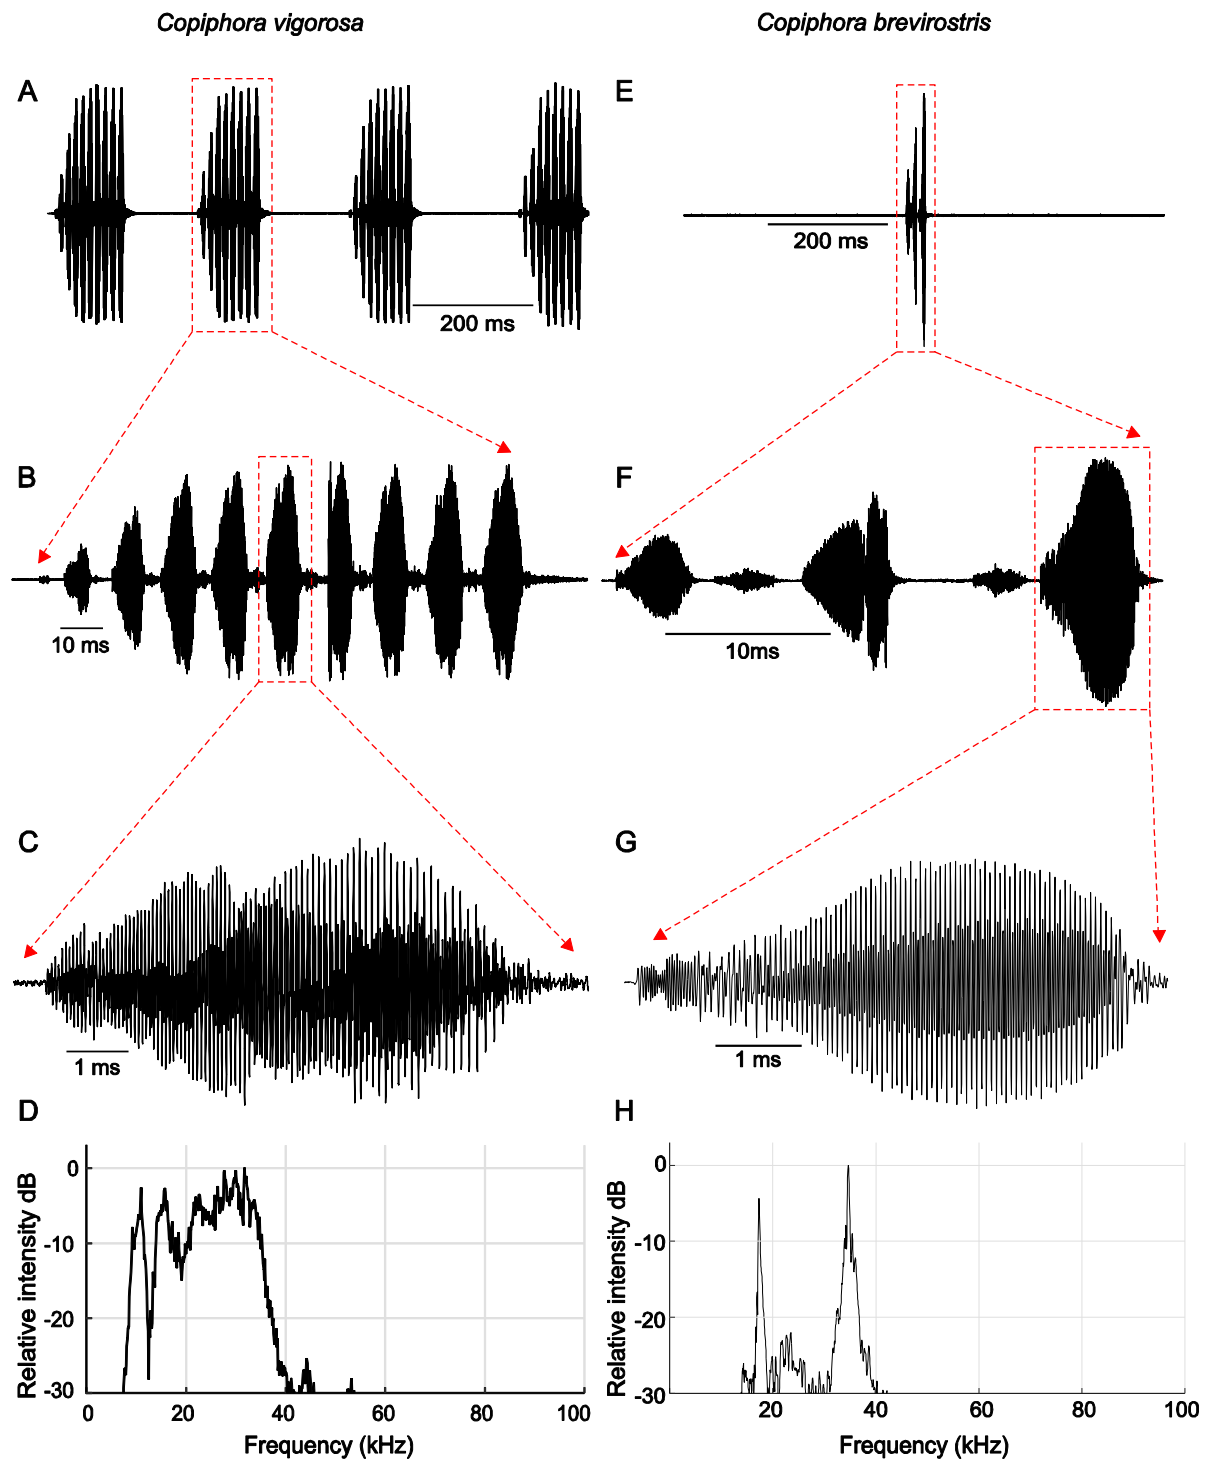 Copiphora vigorosa
Copiphora brevirostris
A
200 ms
E
200 ms
B
10 ms
F
10ms
C
1 ms
G
1 ms
D
Relative intensity dB
0
-10
-20
-30
0 20 40 60 80 100
Frequency (kHz)
H
Relative intensity dB
0
-10
-20
-30
20 40 60 80 100
Frequency (kHz)